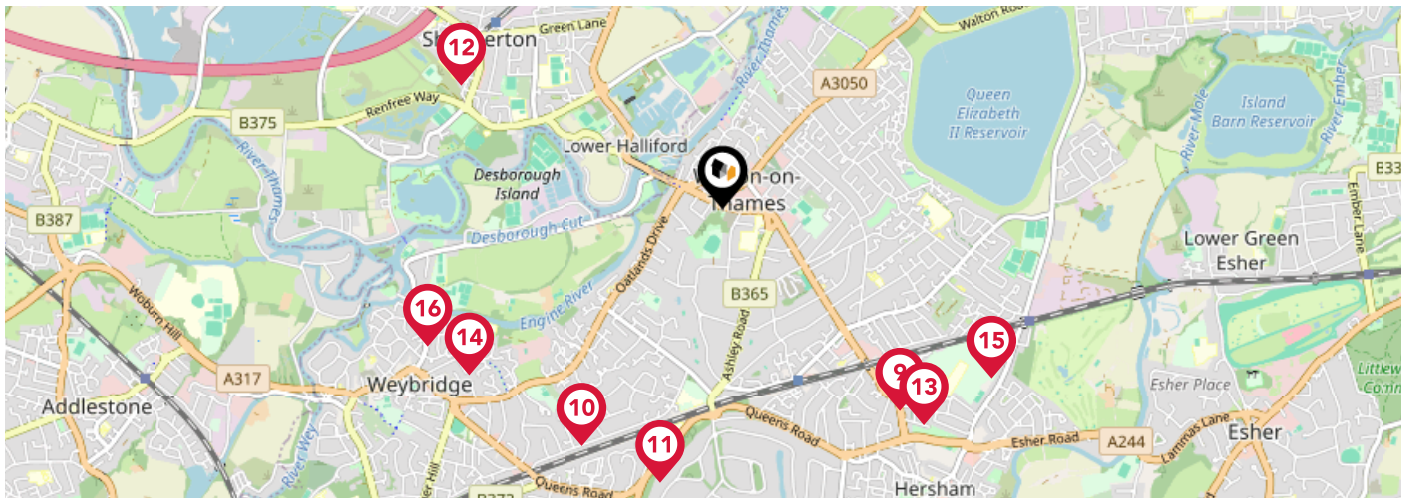 Green Lane
12
Walton Road
River Thames
A3050
Queen
Elizabeth
II Reservoir
Island
Barn Reservoir
River Mole
River Ember
Renfree Way
B375
Lower Halliford
River Thames
Desborough
Island
E33
B387
Desborough Cut
Oatlands Drive
Ember Lane
Lower Green
Esher
B365
Engine River
Woburn Hill
16
14
15
Ashley Road
9
13
A317
Weybridge
Esher Place
Addlestone
10
Queens Road
11
Esher Road
A244
Lammas Lane
Esher
River Wey
Queens Road
Hersham